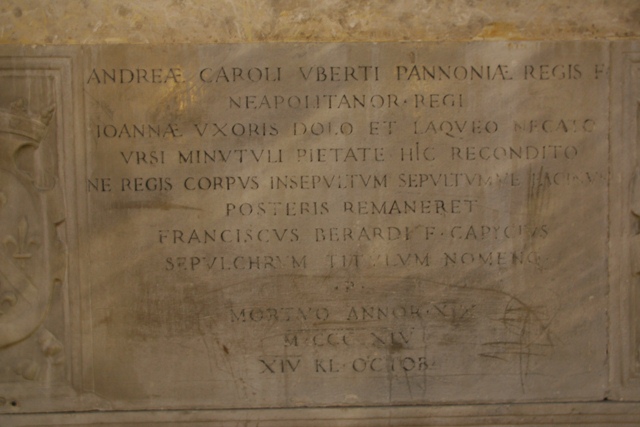 ANDREÆ CAROLI VBERTI PANNONIÆ REGIS F
NEAPOLITANOR · REGI
IOANNÆ VXORIS DOLO ET LAQVEO NECATO
VRSI MINVTVLI PIETATE HIC RECONDITO
NE REGIS CORPVS INSEPVLTVM SEPVLTVMVE FACINVS
POSTERIS REMANERET
FRANCISCVS BERARDI F · CAPYCIVS
SEPVLCHRVM TITVLVM NOMENQ
· P ·
MORTVO ANNOR · XIX
M CCC XLV
XIV KL · OCTOB ·